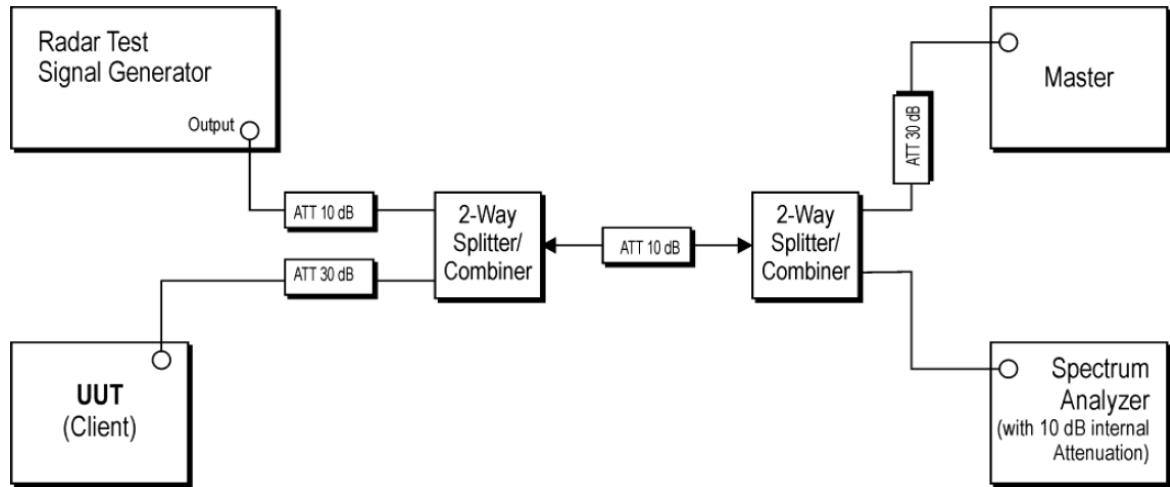 Radar Test
Signal Generator
Output
ATT 10 dB
ATT 30 dB
2-Way
Splitter/
Combiner
ATT 10 dB
2-Way
Splitter/
Combiner
ATT 30 dB
Master
UUT
(Client)
Spectrum
Analyzer
(with 10 dB internal
Attenuation)